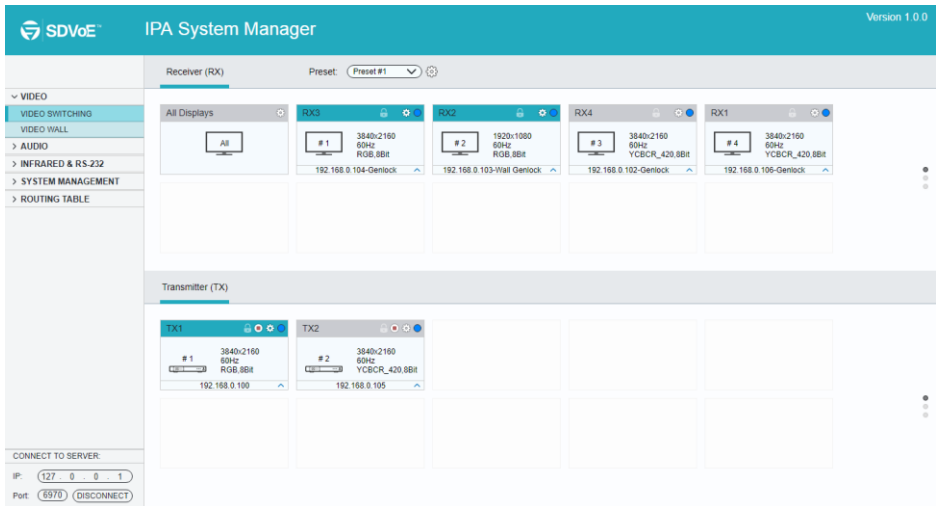 SDVoE™
IPA System Manager
Version 1.0.0
VIDEO
VIDEO SWITCHING
VIDEO WALL
AUDIO
INFRARED & RS-232
SYSTEM MANAGEMENT
ROUTING TABLE
CONNECT TO SERVER:
IP: 127 . 0 . 0 . 1
Port: 6970 DISCONNECT
Receiver (RX) Preset: Preset #1
All Displays
All
RX3
# 1
3840x2160
60Hz
RGB,8Bit
192.168.0.104-Genlock
RX2
# 2
1920x1080
60Hz
RGB,8Bit
192.168.0.103-Wall Genlock
RX4
# 3
3840x2160
60Hz
YCBCR_420,8Bit
192.168.0.102-Genlock
RX1
# 4
3840x2160
60Hz
YCBCR_420,8Bit
192.168.0.106-Genlock
Transmitter (TX)
TX1
# 1
3840x2160
60Hz
RGB,8Bit
192.168.0.100
TX2
# 2
3840x2160
60Hz
YCBCR_420,8Bit
192.168.0.105